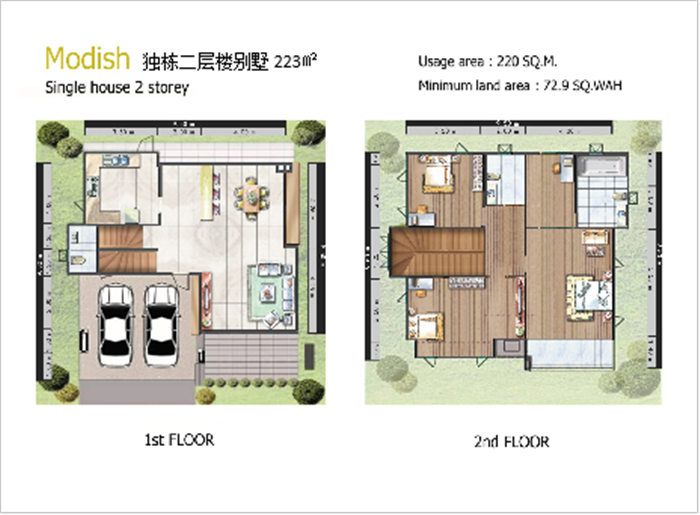 Modish 独栋二层楼别墅 223㎡
Single house 2 storey
Usage area : 220 SQ.M.
Minimum land area : 72.9 SQ.WAH
1st FLOOR
2nd FLOOR